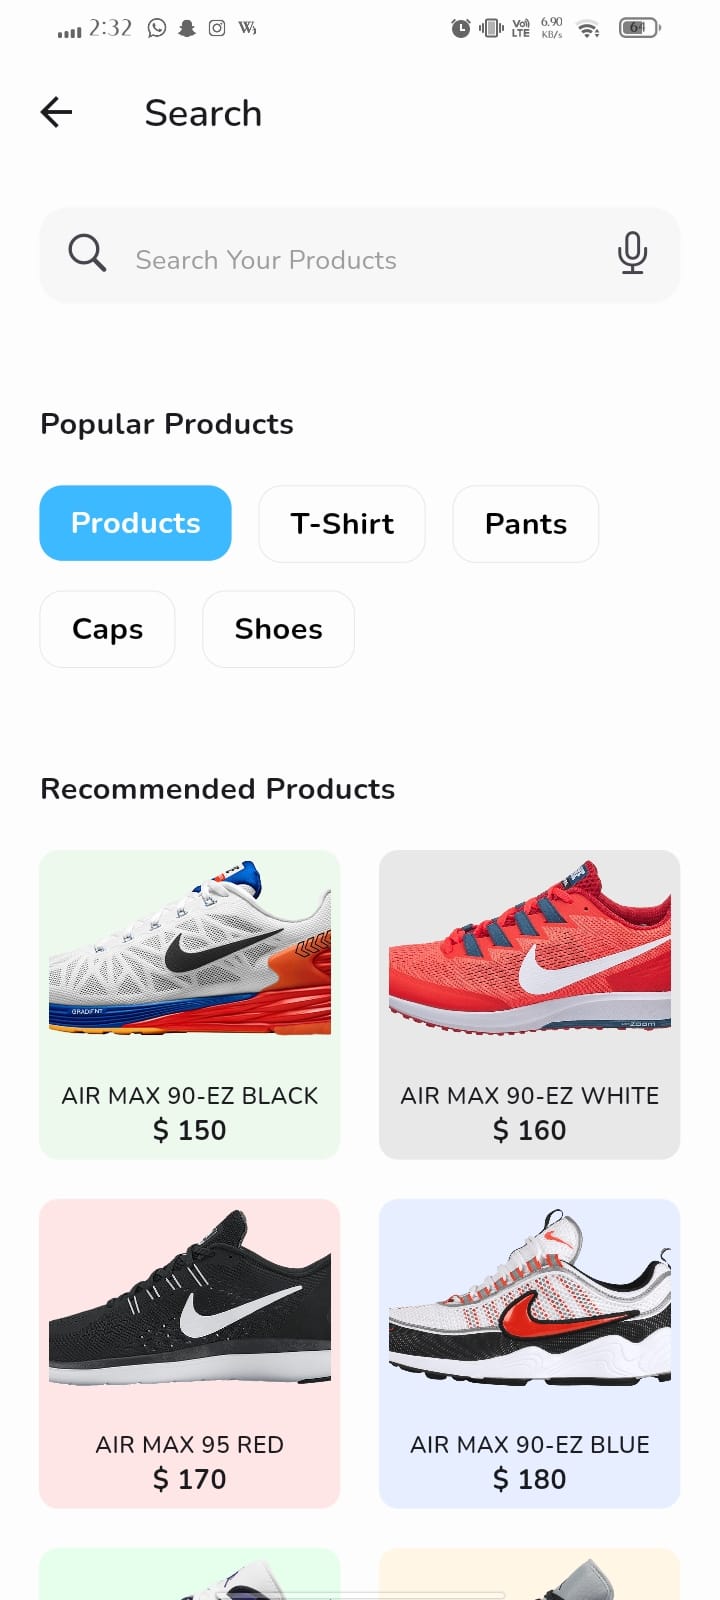 2:32
Vo)
LTE
6.90
KB/s
64
Search
Search Your Products
Popular Products
Products
T-Shirt
Pants
Caps
Shoes
Recommended Products
GRADIENT
ZOOM
AIR MAX 90-EZ BLACK
AIR MAX 90-EZ WHITE
$ 150
$ 160
AIR MAX 95 RED
AIR MAX 90-EZ BLUE
$ 170
$ 180